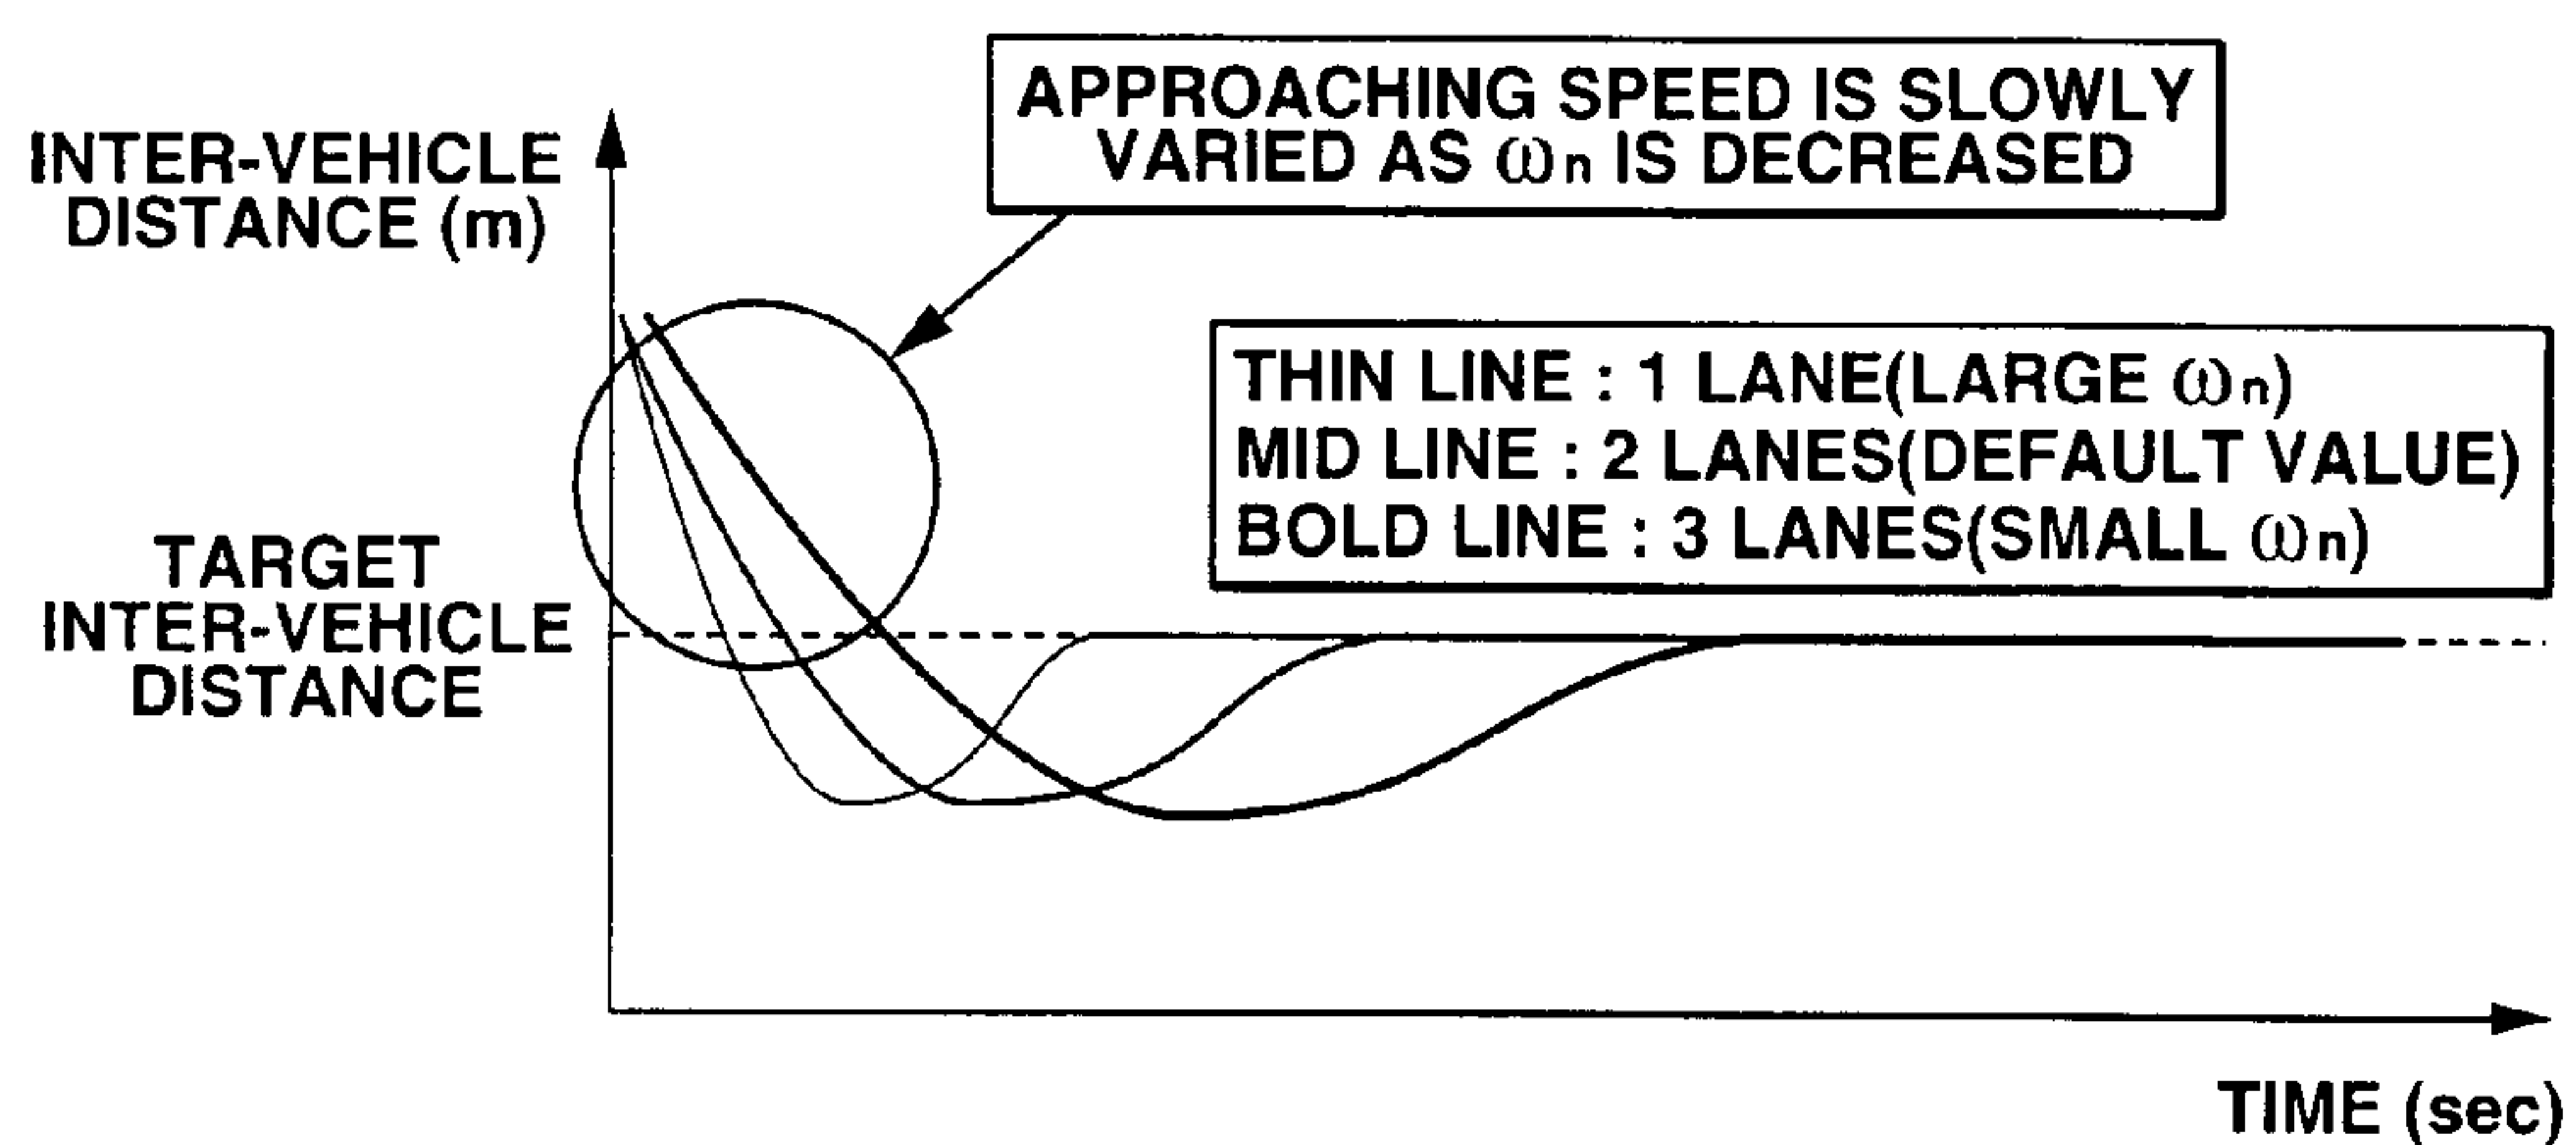 APPROACHING SPEED IS SLOWLY
VARIED AS ωn IS DECREASED
INTER-VEHICLE
DISTANCE (m)
THIN LINE : 1 LANE(LARGE ωn)
MID LINE : 2 LANES(DEFAULT VALUE)
BOLD LINE : 3 LANES(SMALL ωn)
TARGET
INTER-VEHICLE
DISTANCE
TIME (sec)